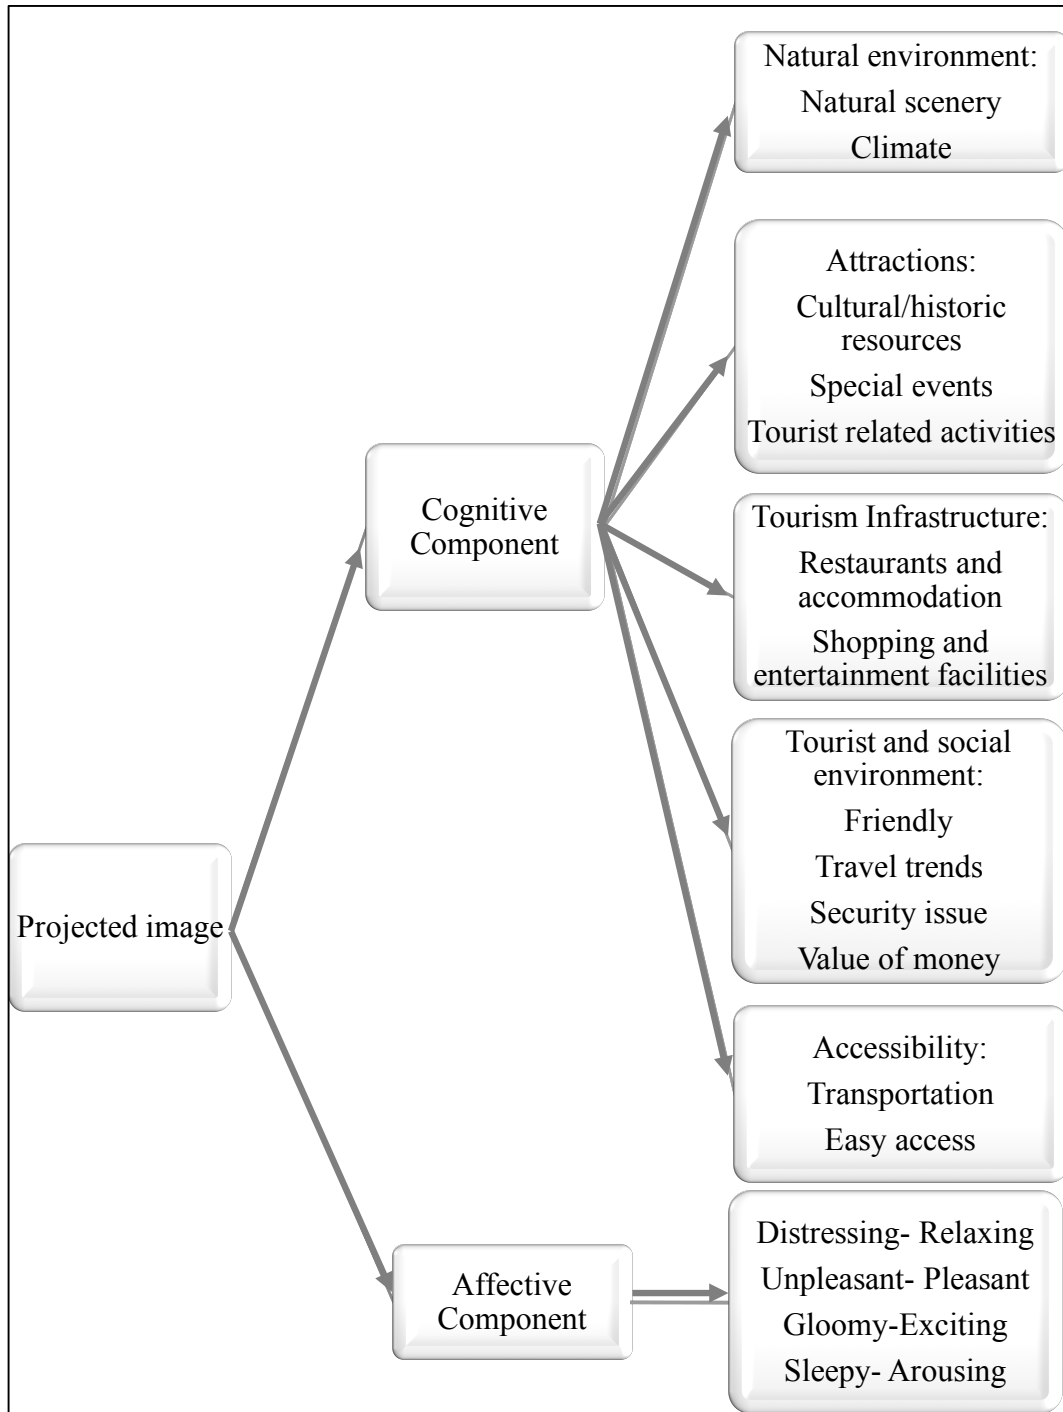 Natural environment:
Natural scenery
Climate
Attractions:
Cultural/historic
resources
Special events
Tourist related activities
Cognitive
Component
Tourism Infrastructure:
Restaurants and
accommodation
Shopping and
entertainment facilities
Tourist and social
environment:
Friendly
Travel trends
Security issue
Value of money
Projected image
Accessibility:
Transportation
Easy access
Affective
Component
Distressing- Relaxing
Unpleasant- Pleasant
Gloomy-Exciting
Sleepy- Arousing